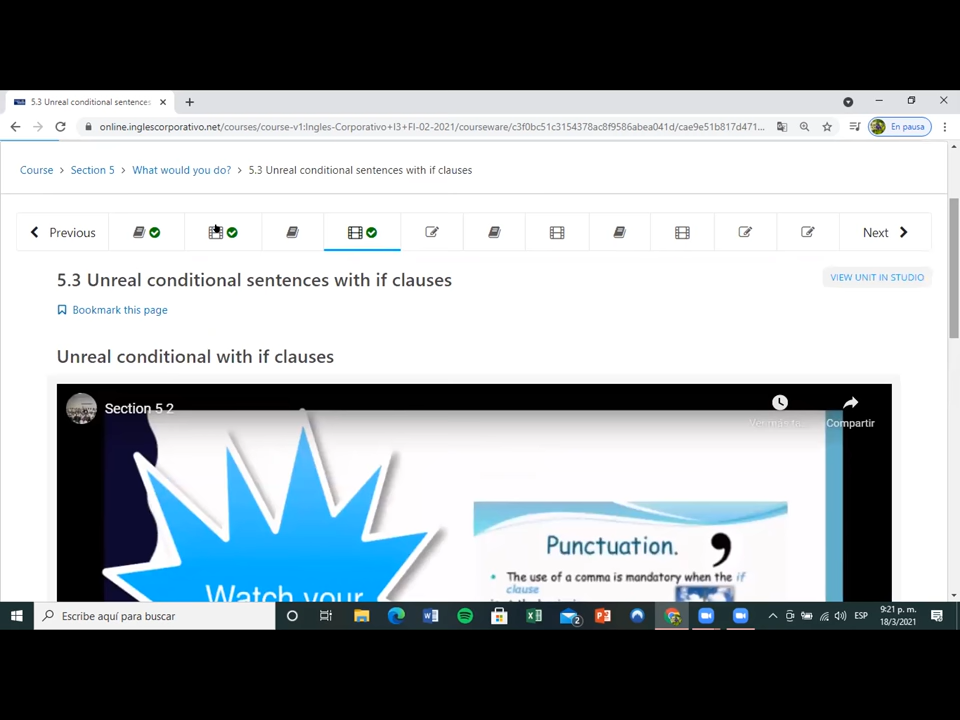 5.3 Unreal conditional sentences
online.inglescorporativo.net/courses/course-v1:Ingles-Corporativo+I3+FI-02-2021/courseware/c3f0bc51c3154378ac8f9586abea041d/cae9e51b817d471...
En pausa
Course > Section 5 > What would you do? > 5.3 Unreal conditional sentences with if clauses
Previous
Next
5.3 Unreal conditional sentences with if clauses
VIEW UNIT IN STUDIO
Bookmark this page
Unreal conditional with if clauses
Section 5 2
Compartir
Punctuation.
The use of a comma is mandatory when the if
clause
Watch your
Escribe aquí para buscar
2
ESP
9:21 p. m.
18/3/2021